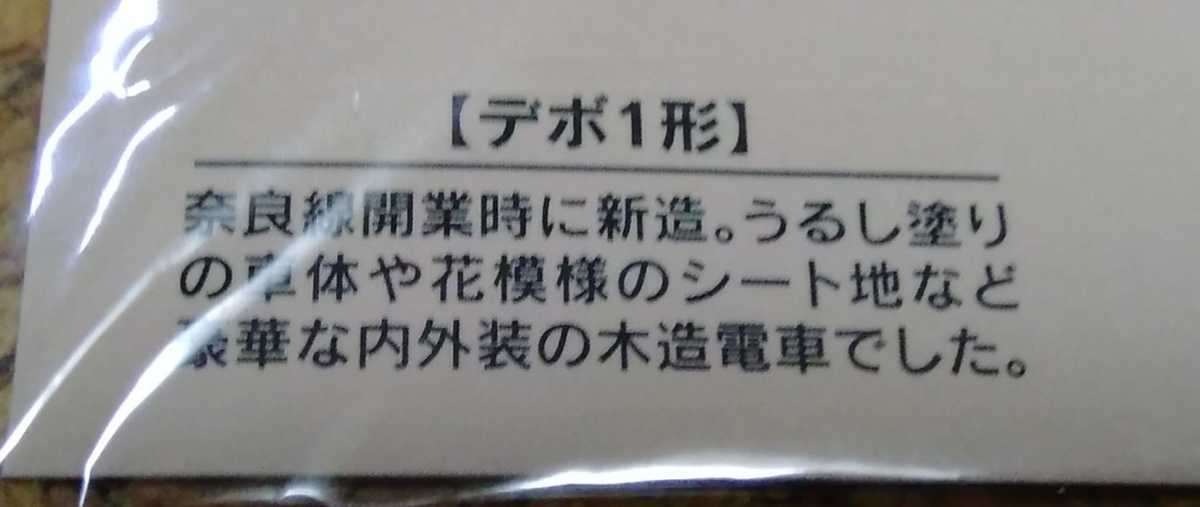 【デボ1形】
奈良線開業時に新造。うるし塗り
の車体や花模様のシート地など
豪華な内外装の木造電車でした。